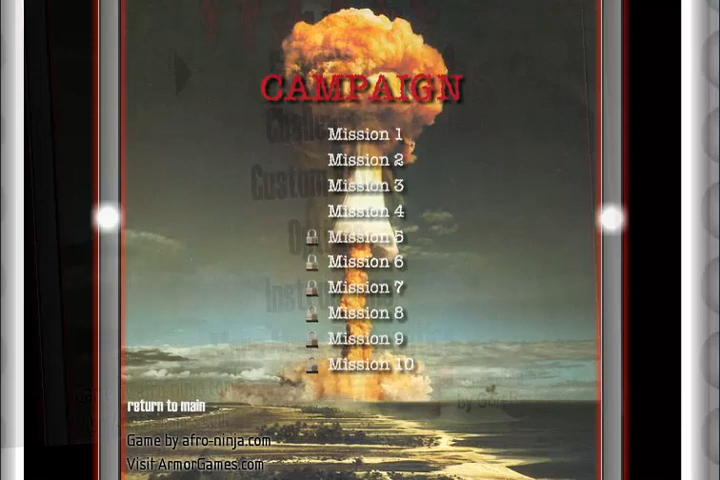 CAMPAIGN
Mission 1
Mission 2
Mission 3
Mission 4
Mission 5
Mission 6
Mission 7
Mission 8
Mission 9
Mission 10
return to main
Game by afro-ninja.com
Visit ArmorGames.com